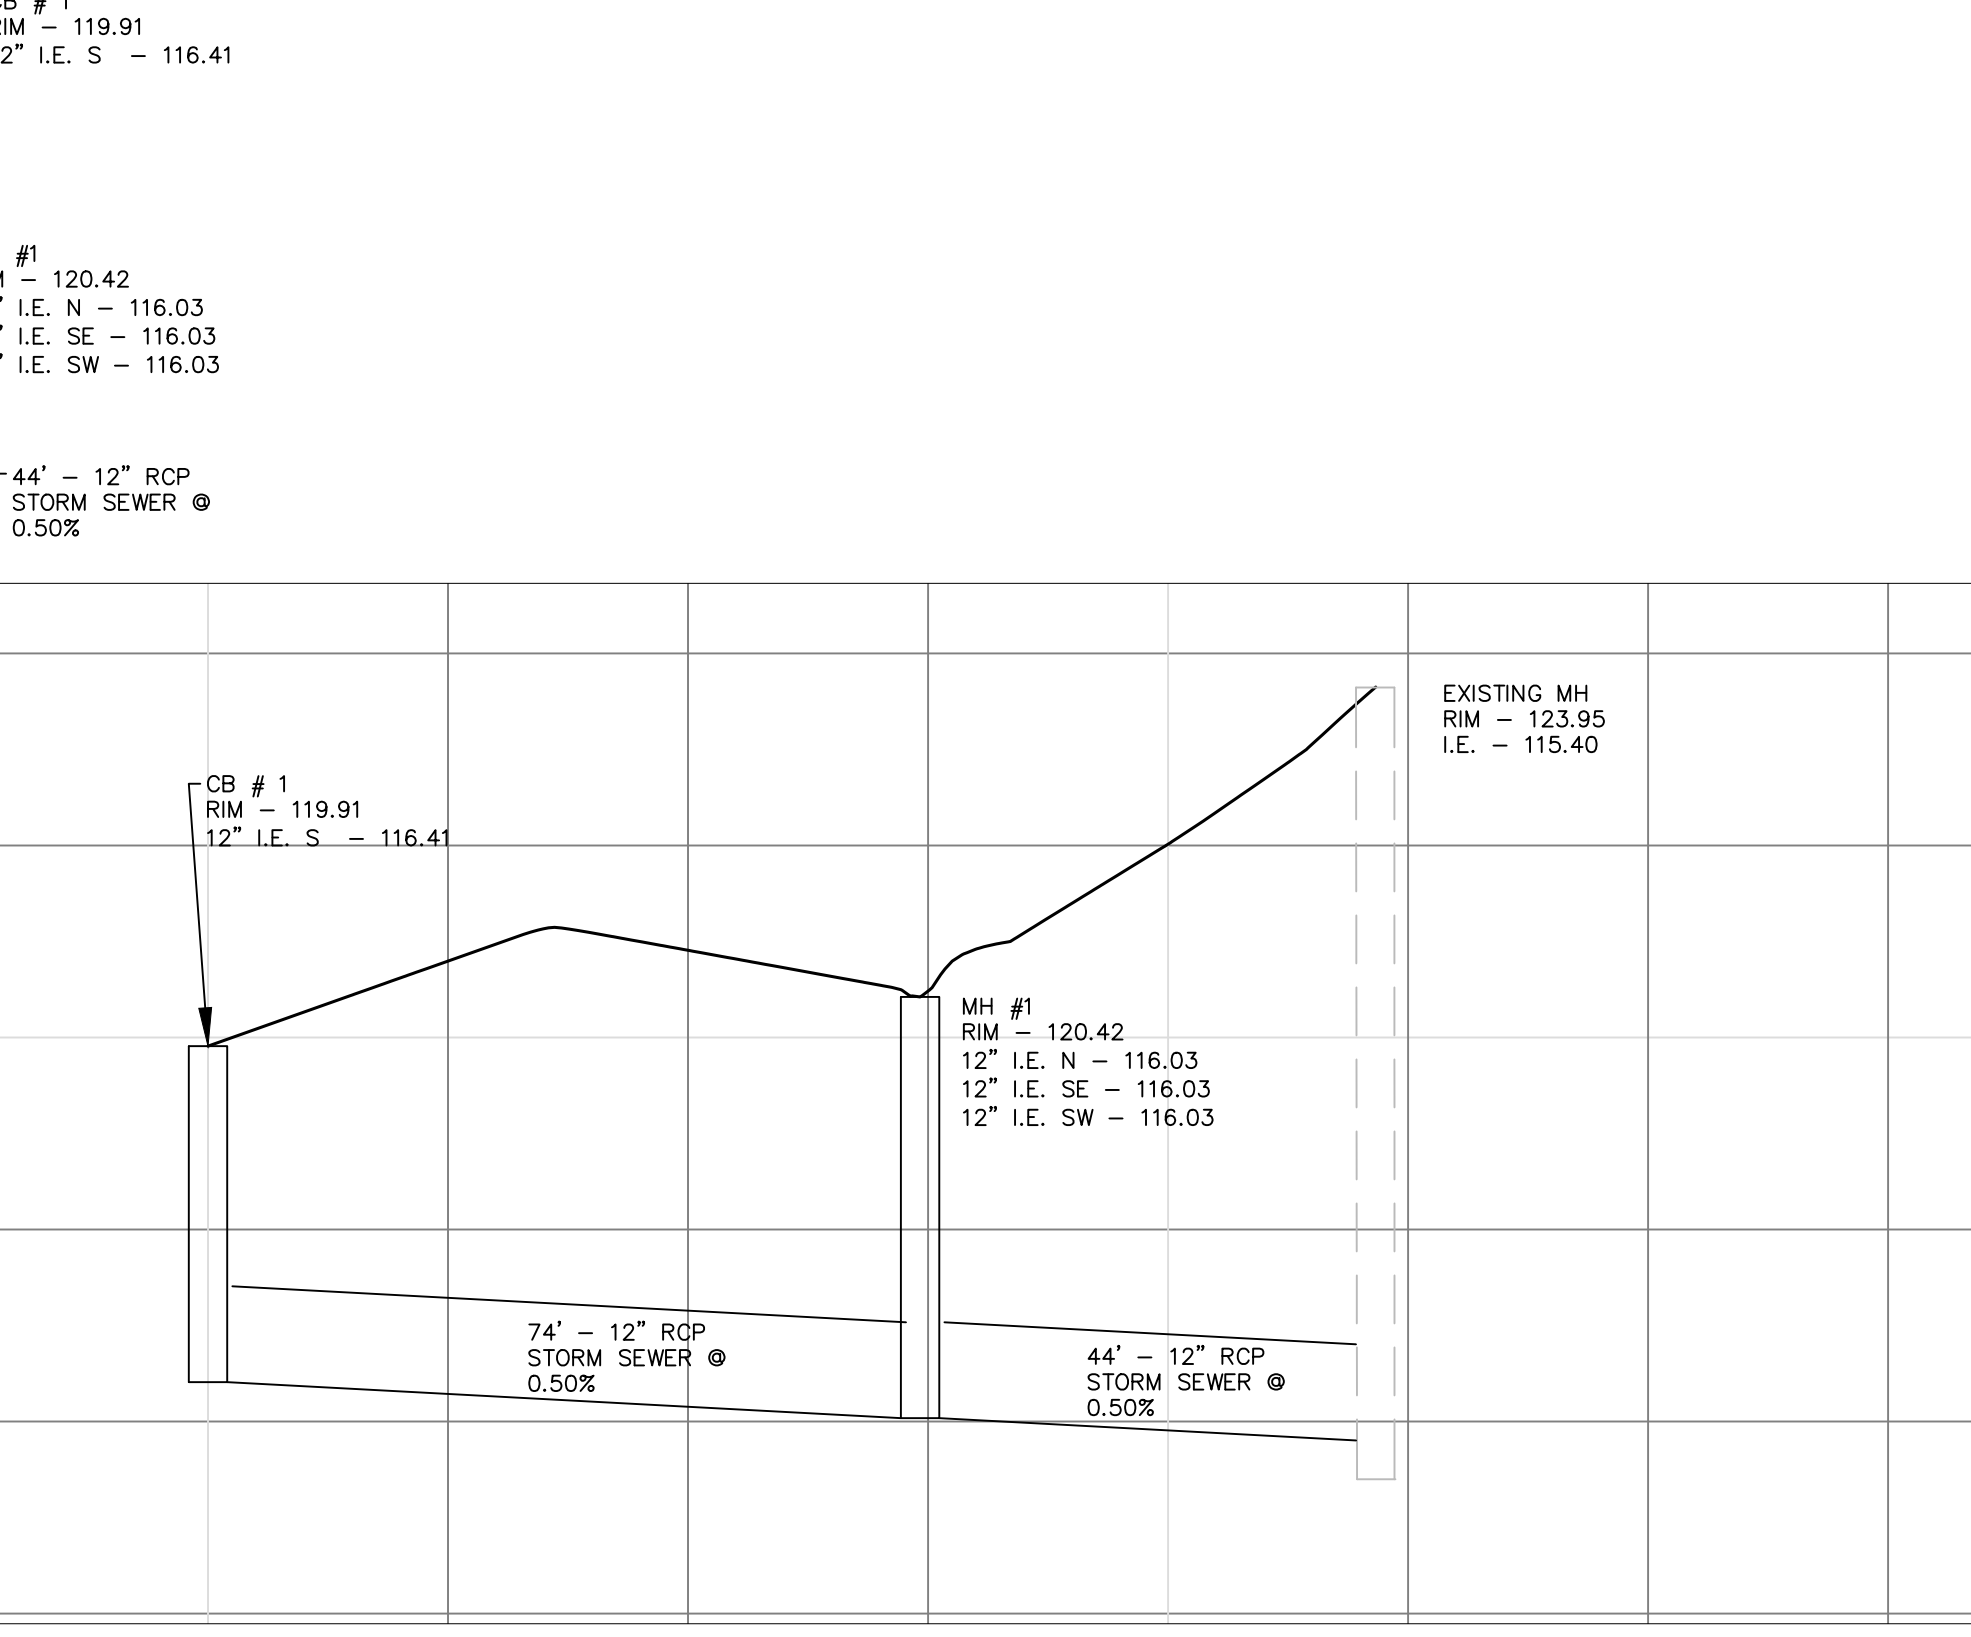 # 1
RIM – 119.91
2” I.E. S – 116.41
#1
– 120.42
I.E. N – 116.03
I.E. SE – 116.03
I.E. SW – 116.03
44’ – 12” RCP
STORM SEWER @
0.50%
EXISTING MH
RIM – 123.95
I.E. – 115.40
CB # 1
RIM – 119.91
12” I.E. S – 116.41
MH #1
RIM – 120.42
12” I.E. N – 116.03
12” I.E. SE – 116.03
12” I.E. SW – 116.03
74’ – 12” RCP
STORM SEWER @
0.50%
44’ – 12” RCP
STORM SEWER @
0.50%